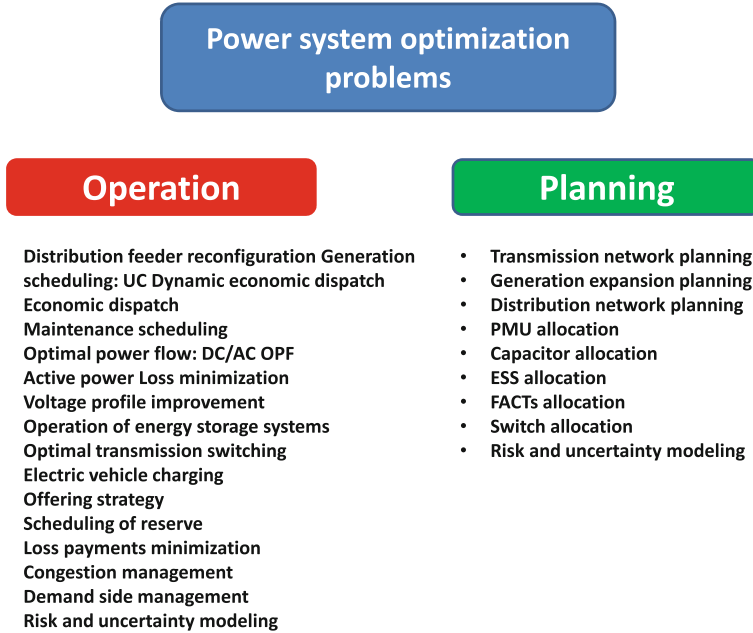 Power system optimization
problems
Operation
Distribution feeder reconfiguration Generation
scheduling: UC Dynamic economic dispatch
Economic dispatch
Maintenance scheduling
Optimal power flow: DC/AC OPF
Active power Loss minimization
Voltage profile improvement
Operation of energy storage systems
Optimal transmission switching
Electric vehicle charging
Offering strategy
Scheduling of reserve
Loss payments minimization
Congestion management
Demand side management
Risk and uncertainty modeling
Planning
• Transmission network planning
• Generation expansion planning
• Distribution network planning
• PMU allocation
• Capacitor allocation
• ESS allocation
• FACTs allocation
• Switch allocation
• Risk and uncertainty modeling